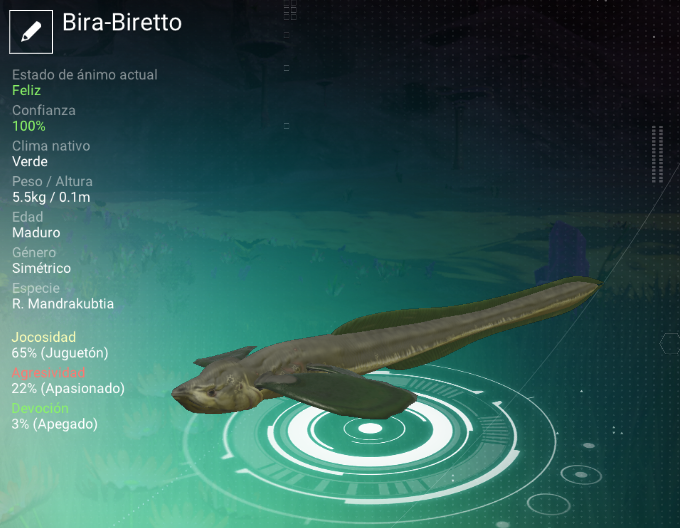 Bira-Biretto
Estado de ánimo actual
Feliz
Confianza
100%
Clima nativo
Verde
Peso / Altura
5.5kg / 0.1m
Edad
Maduro
Género
Simétrico
Especie
R. Mandrakubtia
Jocosidad
65% (Juguetón)
Agresividad
22% (Apasionado)
Devoción
3% (Apegado)